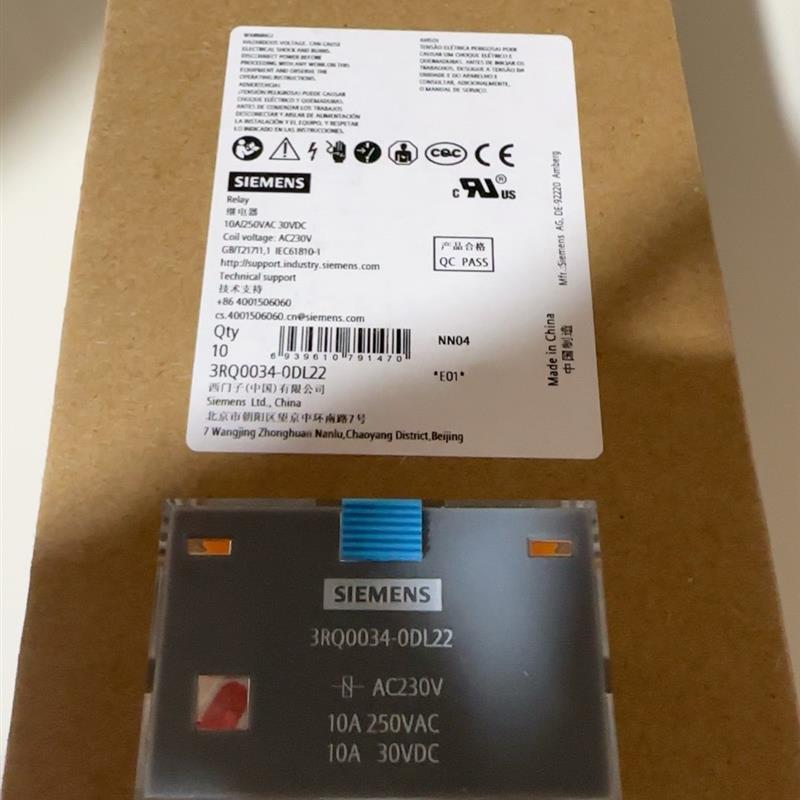 WARNING!
HAZARDOUS VOLTAGE. CAN CAUSE
ELECTRICAL SHOCK AND BURNS.
DISCONNECT POWER BEFORE
PROCEEDING WITH ANY WORK ON THIS
EQUIPMENT AND OBSERVE
OPERATING INSTRUCTIONS.
ADVERTENCIA!
¡TENSIÓN PELIGROSA! PUEDE CAUSAR
CHOQUE ELÉCTRICO Y QUEMADURAS.
ANTES DE COMENZAR LOS TRABAJOS
DESCONECTAR Y AISLAR DE ALIMENTACIÓN
LA INSTALACIÓN Y EL EQUIPO, Y RESPETAR
LO INDICADO EN LAS INSTRUCCIONES.
AVISO!
TENSÃO ELÉTRICA PERIGOSA! PODE
CAUSAR UM CHOQUE ELÉTRICO E
QUEIMADURAS. ANTES DE INICIAR OS
TRABALHOS, DESLIGUE A TENSÃO DA
UNIDADE E DO APARELHO E
CONSULTAR, ADICIONALMENTE,
O MANUAL DE SERVIÇO.
CQC CE
SIEMENS
c RU ® US
Relay
继电器
10A/250VAC 30VDC
Coil voltage: AC230V
GB/T21711,1 IEC61810-1
http://support.industry.siemens.com
Technical support
技术支持
+86 4001506060
cs.4001506060.cn@siemens.com
产品合格
QC PASS
Mfr.:Siemens AG, DE-92220 Amberg
Made in China
中国制造
Qty
10
6 939610 791470
NN04
3RQ0034-0DL22
*E01*
西门子(中国)有限公司
Siemens Ltd., China
北京市朝阳区望京中环南路7号
7 Wangjing Zhonghuan Nanlu,Chaoyang District,Beijing
SIEMENS
3RQ0034-0DL22
AC230V
10A 250VAC
10A 30VDC